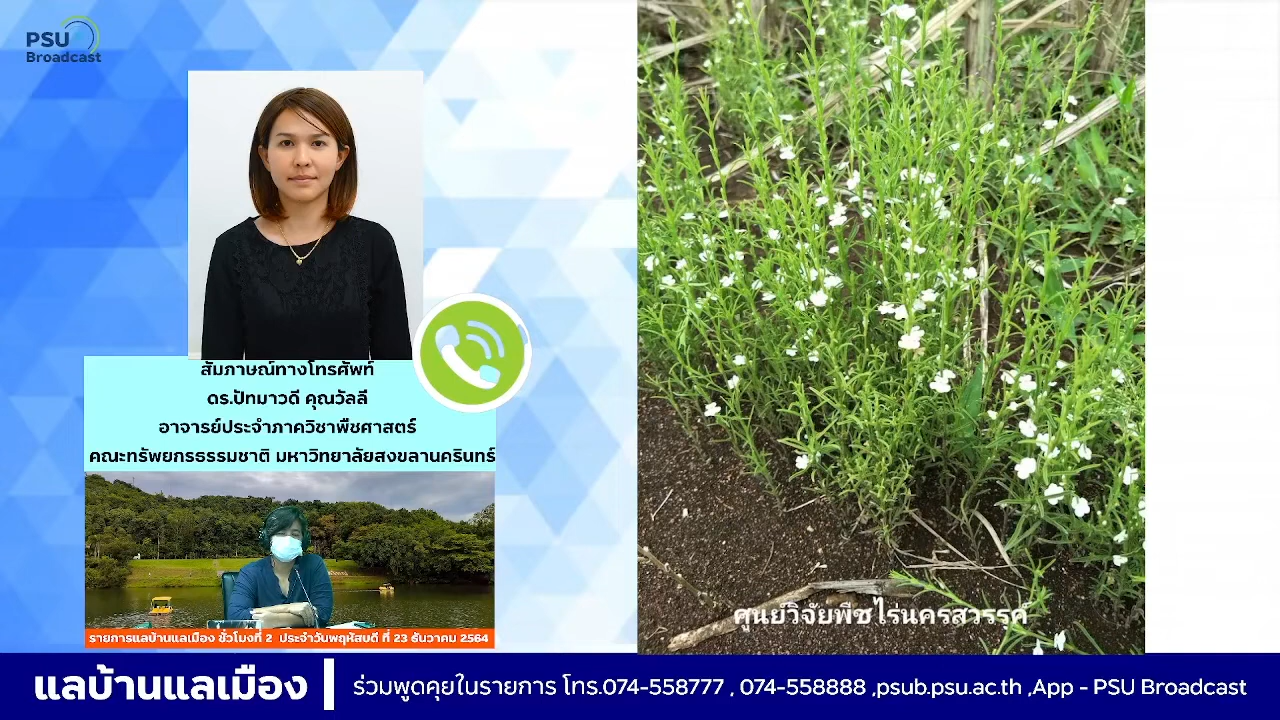 PSU
Broadcast
สัมภาษณ์ทางโทรศัพท์
ดร.ปัทมาวดี คุณวัลลี
อาจารย์ประจำภาควิชาพืชศาสตร์
คณะทรัพยกรธรรมชาติ มหาวิทยาลัยสงขลานครินทร์
รายการแลบ้านแลเมือง ชั่วโมงที่ 2 ประจำวันพฤหัสบดี ที่ 23 ธันวาคม 2564
ศูนย์วิจัยพืชไร่นครสวรรค์
แลบ้านแลเมือง
ร่วมพูดคุยในรายการ โทร.074-558777 , 074-558888 ,psub.psu.ac.th ,App - PSU Broadcast